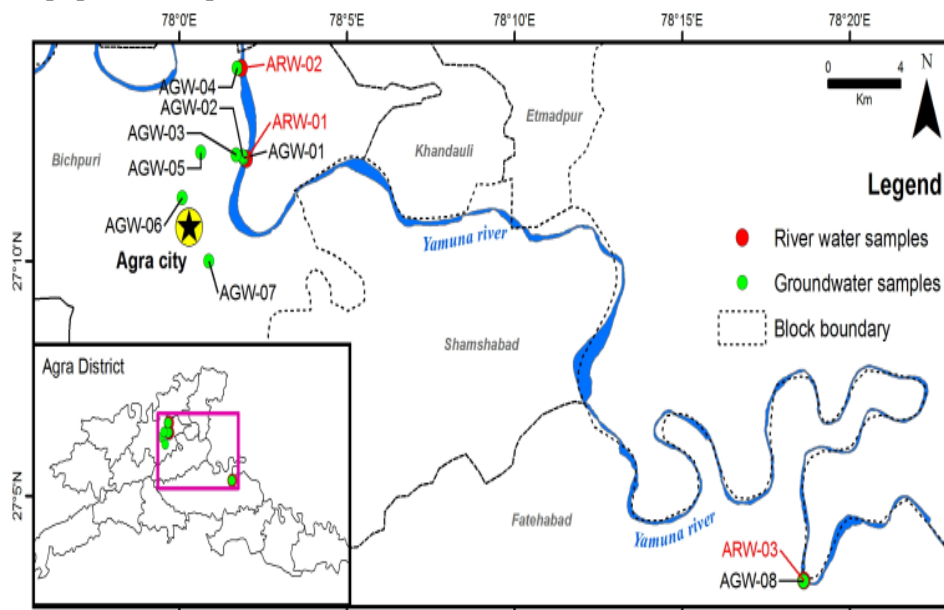 78°0'E
78°5'E
78°10'E
78°15'E
78°20'E
ARW-02
AGW-04
AGW-02
AGW-03
ARW-01
AGW-01
AGW-05
Bichpuri
Khandauli
Etmadpur
0 4
Km
N
AGW-06
Agra city
AGW-07
27°10'N
Yamuna river
Shamshabad
Legend
River water samples
Groundwater samples
Block boundary
Agra District
27°5'N
Fatehabad
Yamuna river
ARW-03
AGW-08